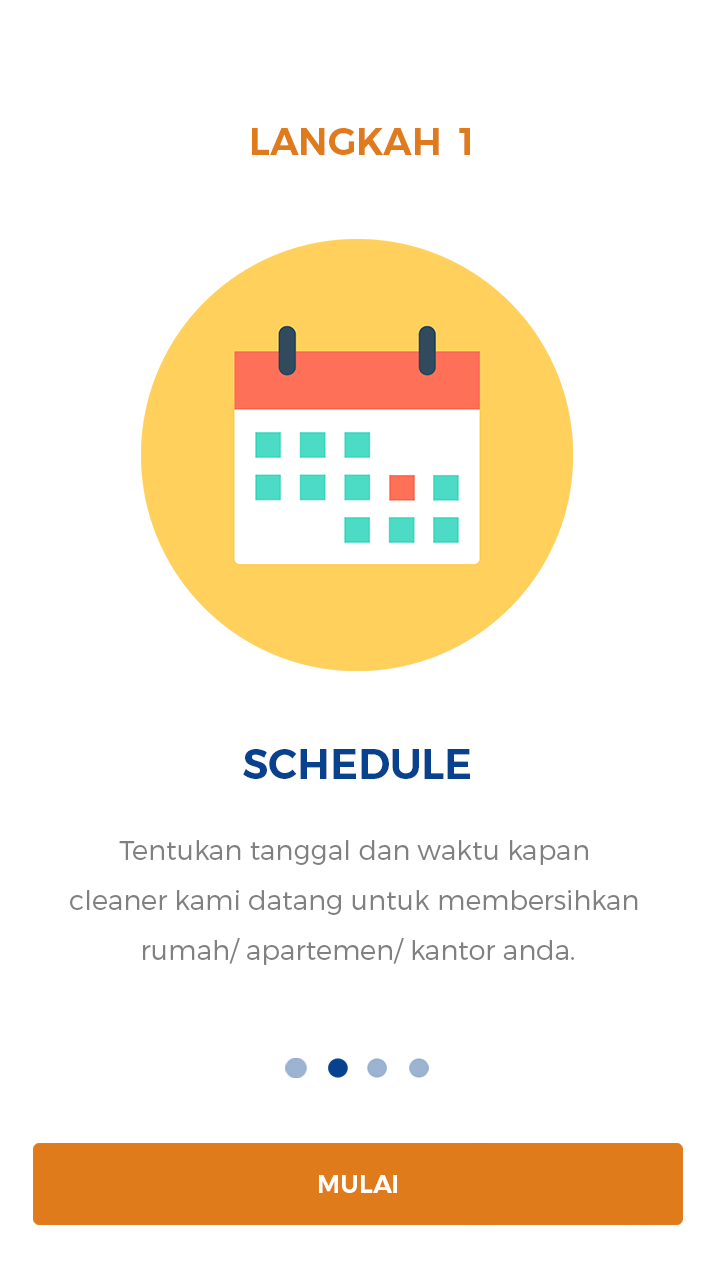 LANGKAH 1
SCHEDULE
Tentukan tanggal dan waktu kapan
cleaner kami datang untuk membersihkan
rumah/ apartemen/ kantor anda.
MULAI